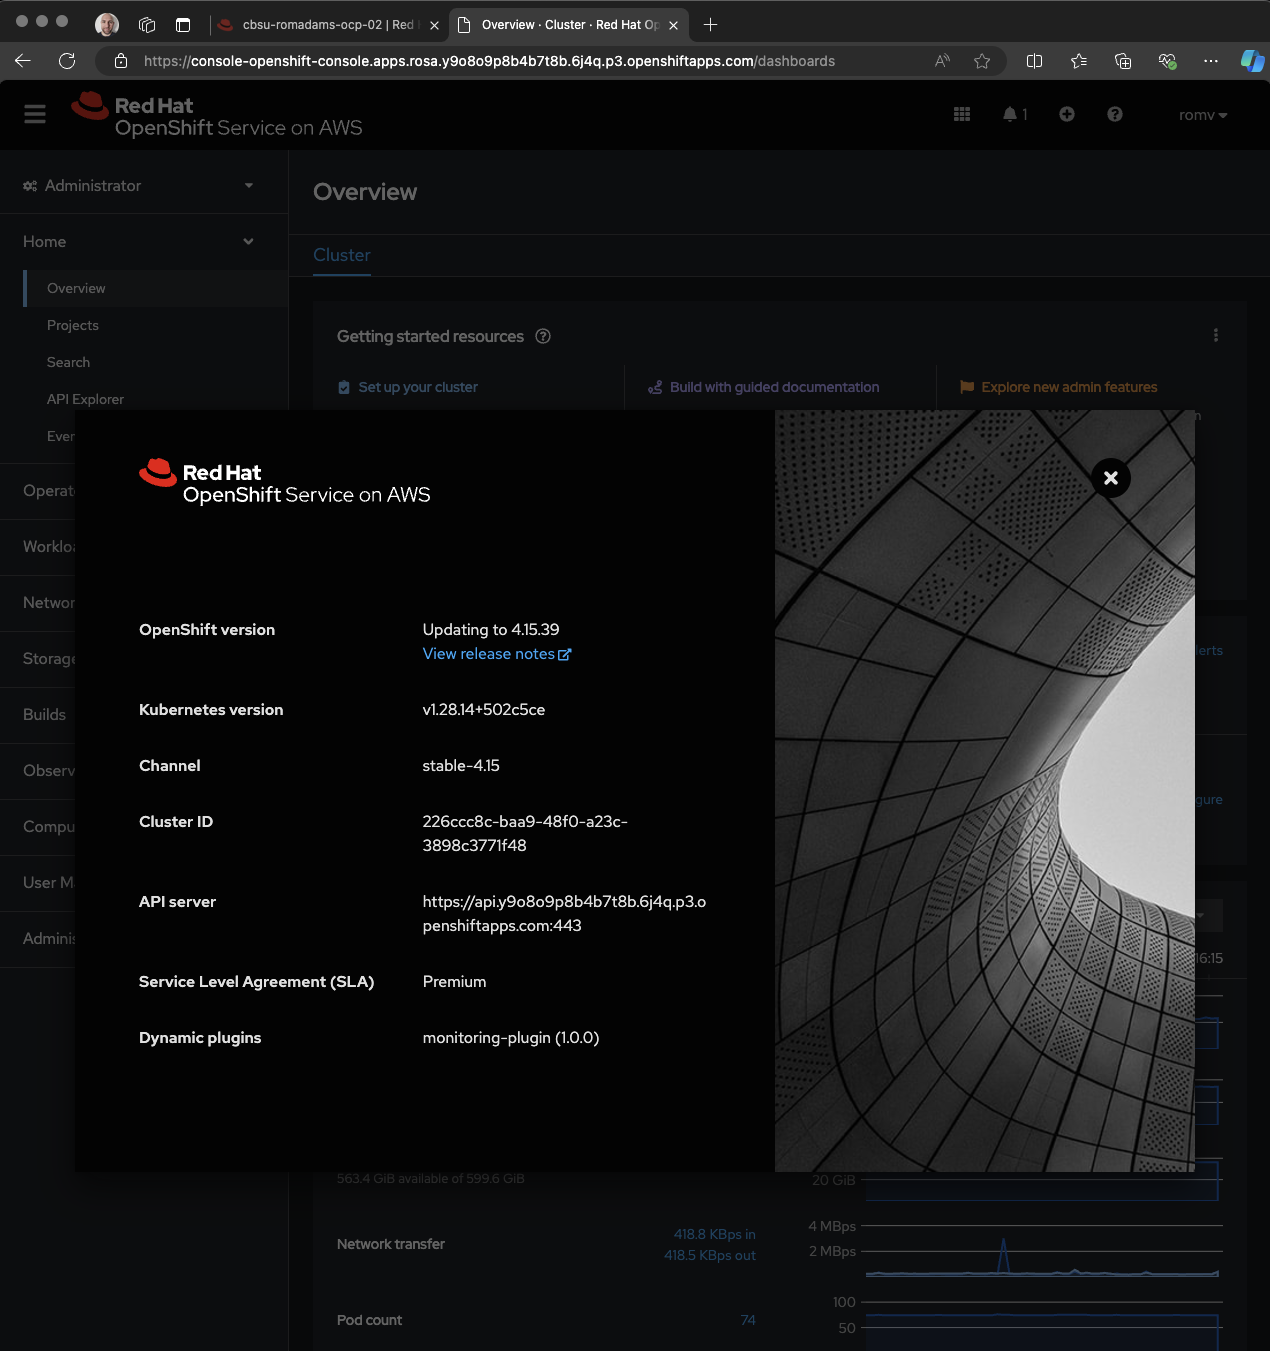 cbsu-romadams-ocp-02 | Red
Overview · Cluster · Red Hat Op
https://console-openshift-console.apps.rosa.y9o8o9p8b4b7t8b.6j4q.p3.openshiftapps.com/dashboards
Red Hat
OpenShift Service on AWS
1
romv
Administrator
Overview
Home
Cluster
Overview
Projects
Search
API Explorer
Getting started resources
Set up your cluster
Build with guided documentation
Explore new admin features
Even
Operat
Workloa
Networ
Storage
Builds
Observ
Compu
User M
Adminis
Red Hat
OpenShift Service on AWS
OpenShift version
Updating to 4.15.39
View release notes
Kubernetes version
v1.28.14+502c5ce
Channel
stable-4.15
Cluster ID
226ccc8c-baa9-48f0-a23c-
3898c3771f48
API server
https://api.y9o8o9p8b4b7t8b.6j4q.p3.o
penshiftapps.com:443
Service Level Agreement (SLA)
Premium
Dynamic plugins
monitoring-plugin (1.0.0)
lerts
gure
16:15
563.4 GiB available of 599.6 GiB
20 GiB
Network transfer
418.8 KBps in
418.5 KBps out
4 MBps
2 MBps
Pod count
74
100
50